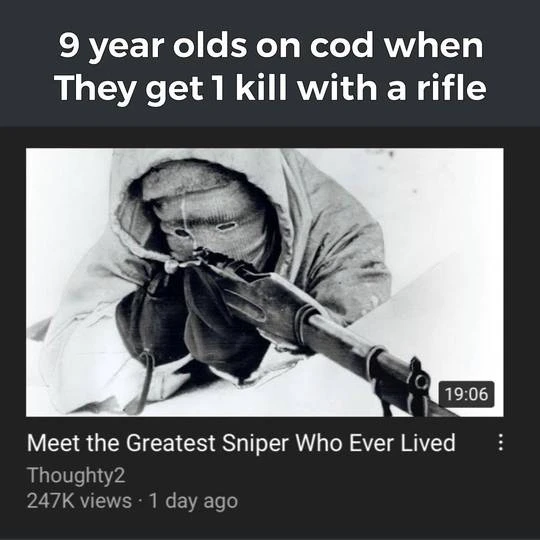 9 year olds on cod when
They get 1 kill with a rifle
19:06
Meet the Greatest Sniper Who Ever Lived
Thoughty2
247K views · 1 day ago